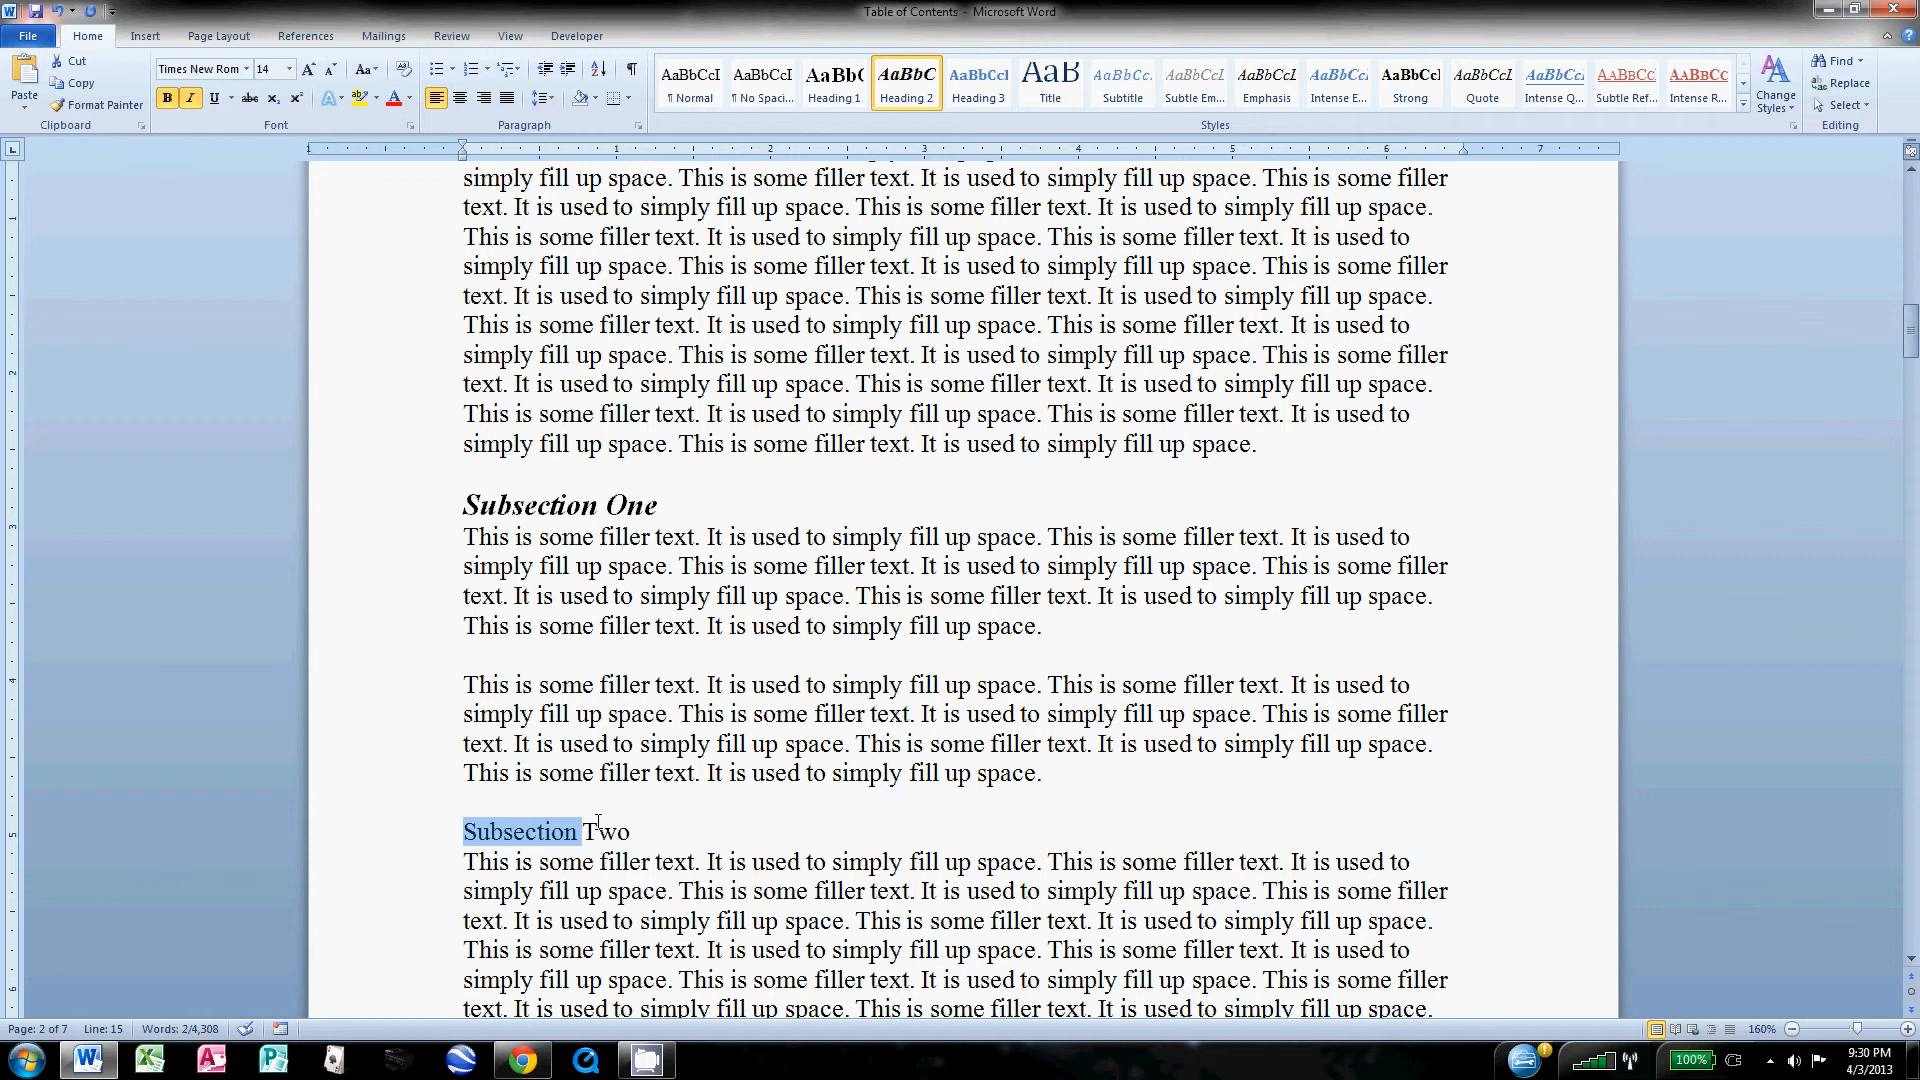 Table of Contents - Microsoft Word
File Home Insert Page Layout References Mailings Review View Developer
Paste
Cut
Copy
Format Painter
Clipboard
Times New Rom 14
Font
Paragraph
AaBbCcI AaBbCcI AaBb( AaBbC AaBbCcI AaB AaBbCc. AaBbCcI AaBbCcI AaBbCcI AaBbCcI AaBbCcI AaBbCcI AABBCC AABBCC
¶ Normal ¶ No Spaci... Heading 1 Heading 2 Heading 3 Title Subtitle Subtle Em... Emphasis Intense E... Strong Quote Intense Q... Subtle Ref... Intense R...
Styles
Change Styles
Find
Replace
Select
Editing
1 1 2 3 4 5 6 7
simply fill up space. This is some filler text. It is used to simply fill up space. This is some filler
text. It is used to simply fill up space. This is some filler text. It is used to simply fill up space.
This is some filler text. It is used to simply fill up space. This is some filler text. It is used to
simply fill up space. This is some filler text. It is used to simply fill up space. This is some filler
text. It is used to simply fill up space. This is some filler text. It is used to simply fill up space.
This is some filler text. It is used to simply fill up space. This is some filler text. It is used to
simply fill up space. This is some filler text. It is used to simply fill up space. This is some filler
text. It is used to simply fill up space. This is some filler text. It is used to simply fill up space.
This is some filler text. It is used to simply fill up space. This is some filler text. It is used to
simply fill up space. This is some filler text. It is used to simply fill up space.
Subsection One
This is some filler text. It is used to simply fill up space. This is some filler text. It is used to
simply fill up space. This is some filler text. It is used to simply fill up space. This is some filler
text. It is used to simply fill up space. This is some filler text. It is used to simply fill up space.
This is some filler text. It is used to simply fill up space.
This is some filler text. It is used to simply fill up space. This is some filler text. It is used to
simply fill up space. This is some filler text. It is used to simply fill up space. This is some filler
text. It is used to simply fill up space. This is some filler text. It is used to simply fill up space.
This is some filler text. It is used to simply fill up space.
Subsection Two
This is some filler text. It is used to simply fill up space. This is some filler text. It is used to
simply fill up space. This is some filler text. It is used to simply fill up space. This is some filler
text. It is used to simply fill up space. This is some filler text. It is used to simply fill up space.
This is some filler text. It is used to simply fill up space. This is some filler text. It is used to
simply fill up space. This is some filler text. It is used to simply fill up space. This is some filler
text. It is used to simply fill up space. This is some filler text. It is used to simply fill up space.
Page: 2 of 7 Line: 15 Words: 2/4,308 160%
100% 9:30 PM
4/3/2013